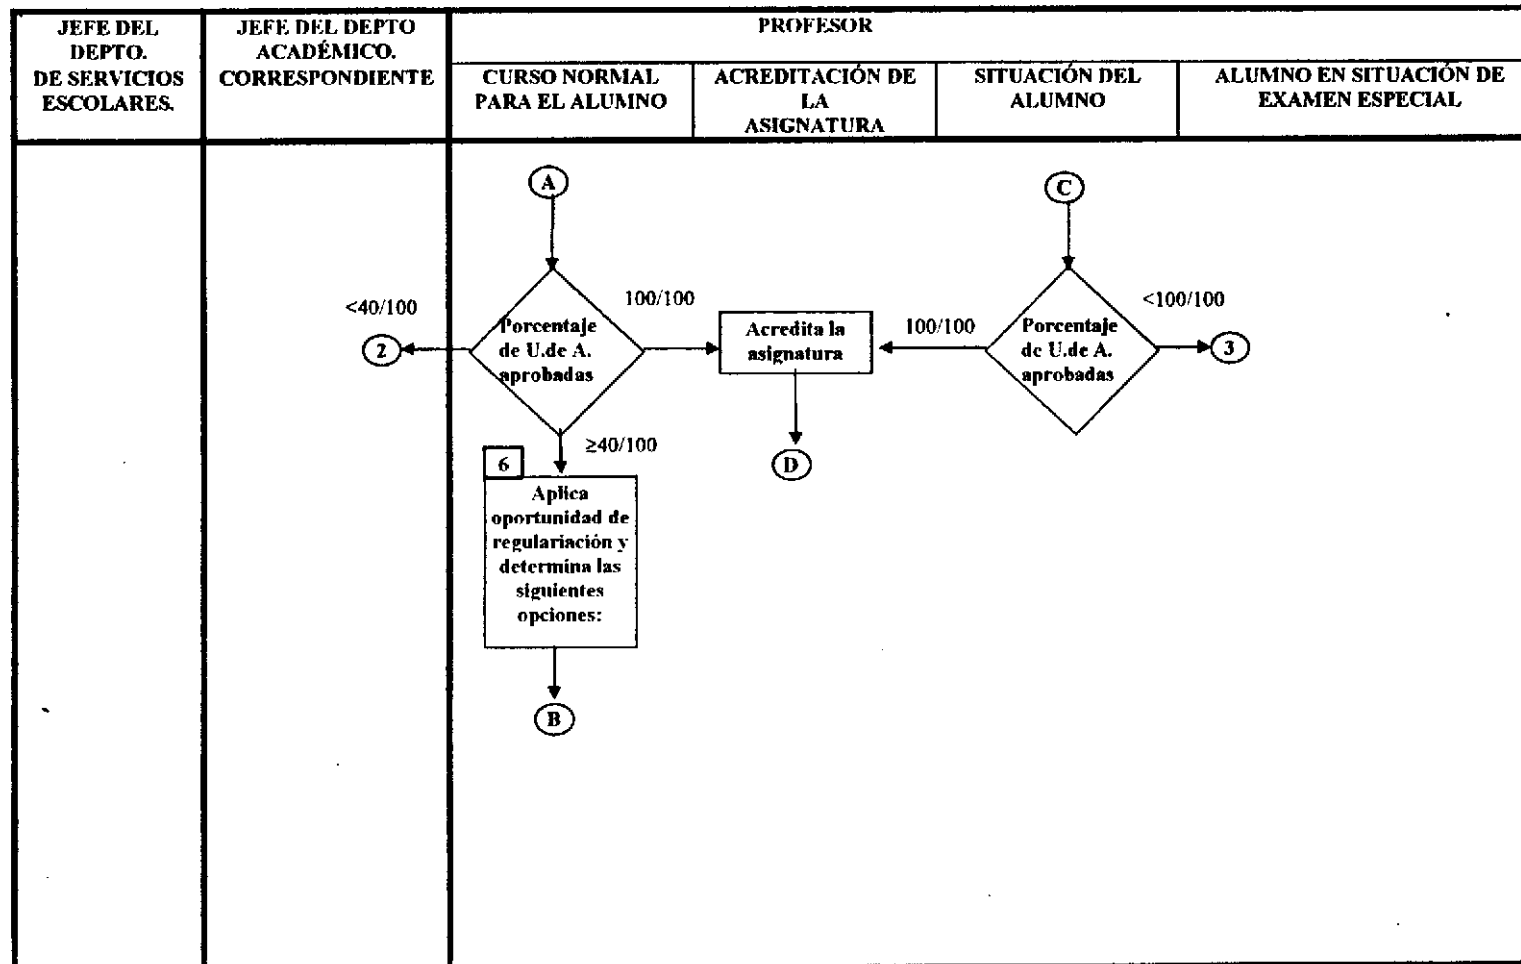 JEFE DEL
DEPTO.
DE SERVICIOS
ESCOLARES.
JEFE DEL DEPTO
ACADÉMICO.
CORRESPONDIENTE
PROFESOR
CURSO NORMAL
PARA EL ALUMNO
ACREDITACIÓN DE
LA
ASIGNATURA
SITUACIÓN DEL
ALUMNO
ALUMNO EN SITUACIÓN DE
EXAMEN ESPECIAL
A
C
<40/100
100/100
100/100
<100/100
2
Porcentaje
de U.de A.
aprobadas
Acredita la
asignatura
Porcentaje
de U.de A.
aprobadas
3
≥40/100
D
6
Aplica
oportunidad de
regulariación y
determina las
siguientes
opciones:
B